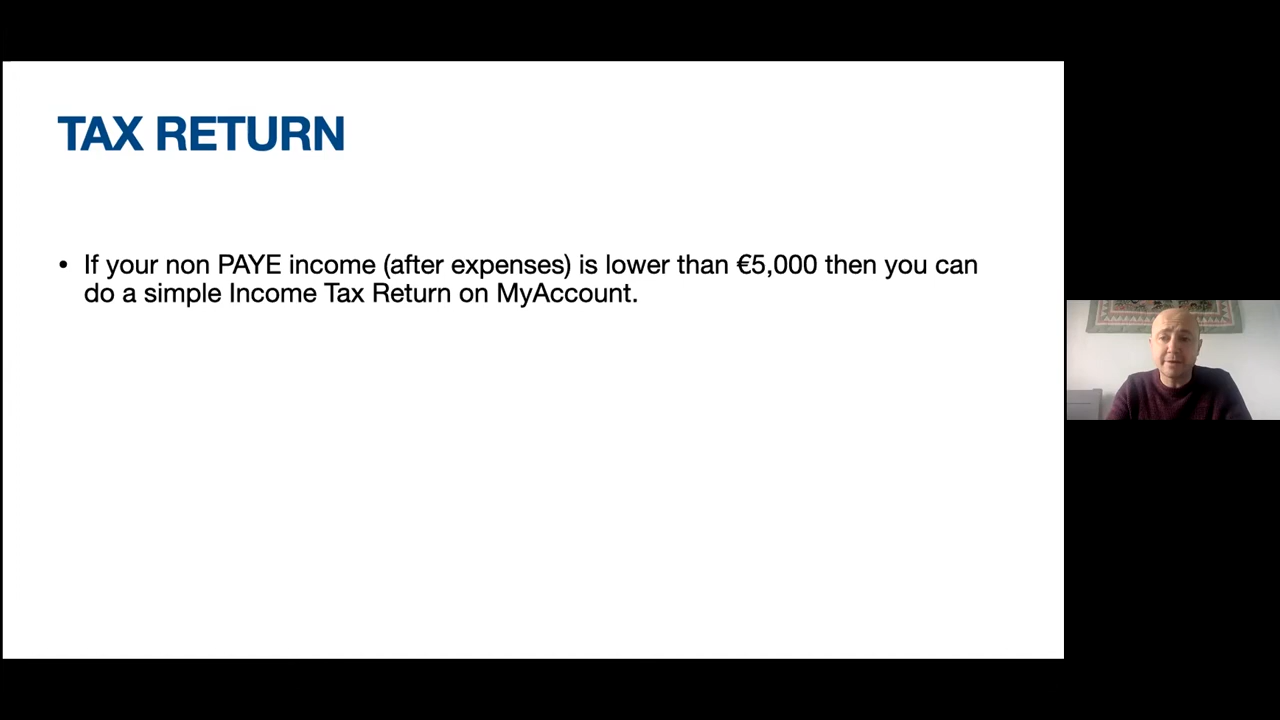 TAX RETURN
• If your non PAYE income (after expenses) is lower than €5,000 then you can
do a simple Income Tax Return on MyAccount.